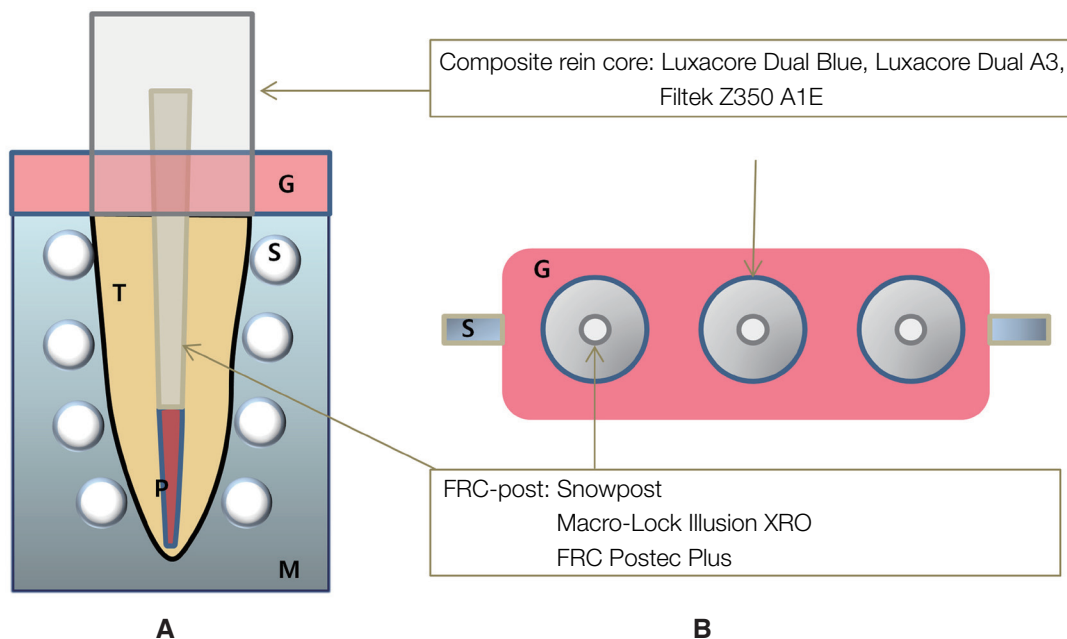 Composite rein core: Luxacore Dual Blue, Luxacore Dual A3,
Filtek Z350 A1E
G
S
T
P
M
A
G
S
FRC-post: Snowpost
Macro-Lock Illusion XRO
FRC Postec Plus
B